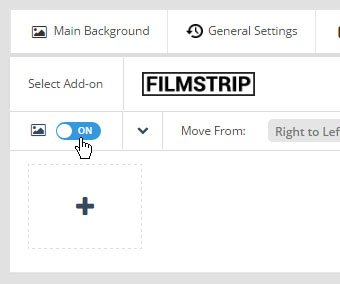 Main Background
General Settings
Select Add-on
FILMSTRIP
ON
Move From:
Right to Lef